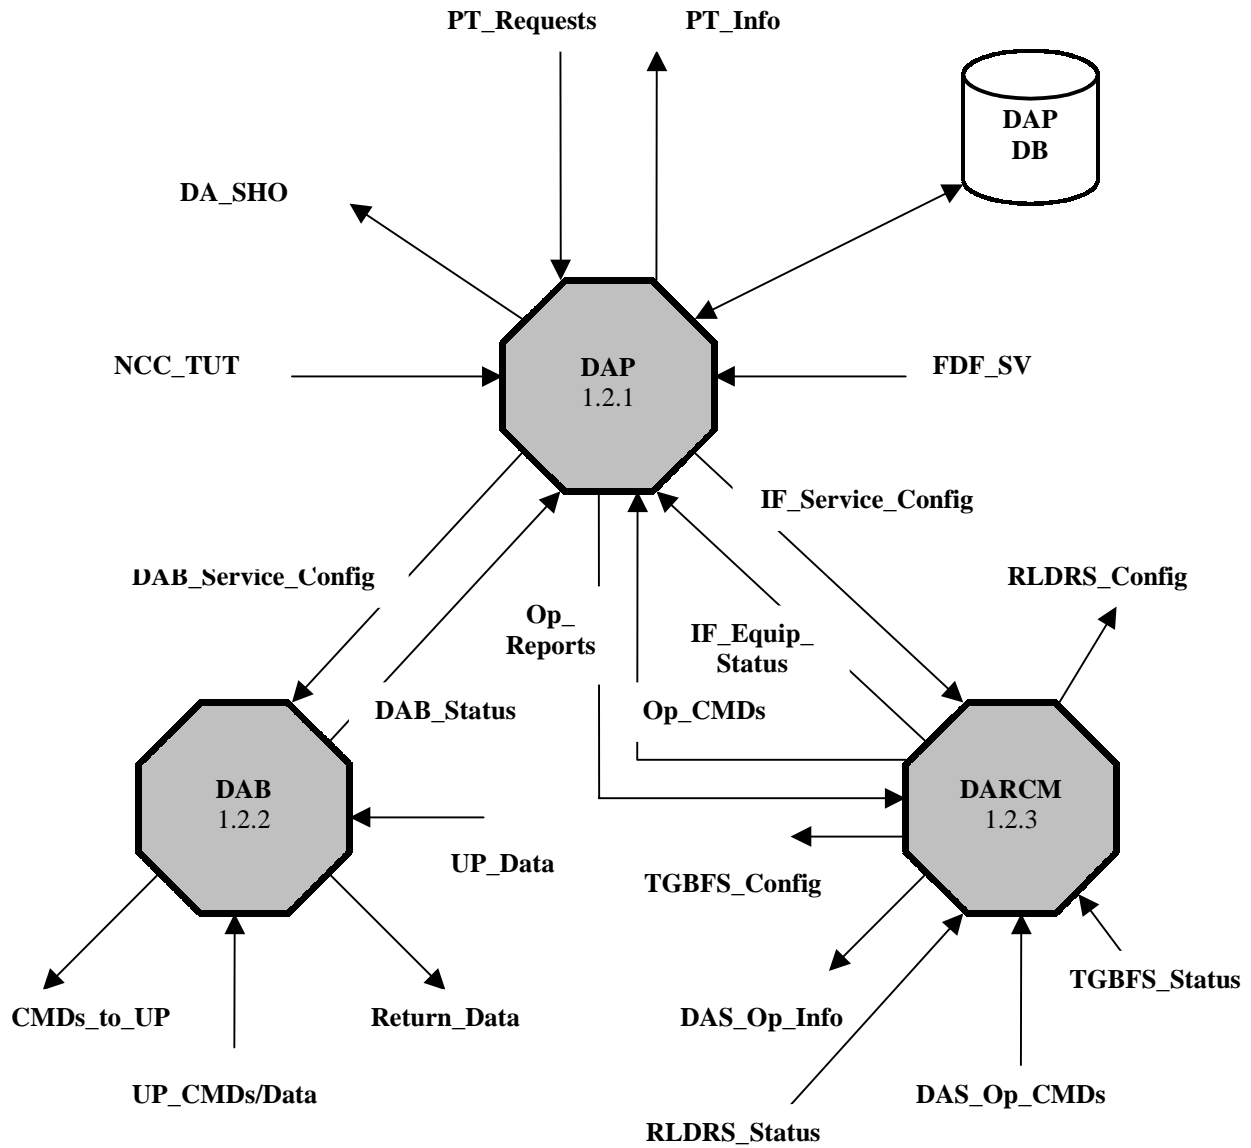 PT_Requests
PT_Info
DAP
DB
DA_SHO
NCC_TUT
DAP
1.2.1
FDF_SV
IF_Service_Config
DAB_Service_Config
RLDRS_Config
Op_
Reports
IF_Equip_
Status
DAB_Status
Op_CMDs
DAB
1.2.2
DARCM
1.2.3
UP_Data
TGBFS_Config
TGBFS_Status
CMDs_to_UP
Return_Data
DAS_Op_Info
UP_CMDs/Data
DAS_Op_CMDs
RLDRS_Status